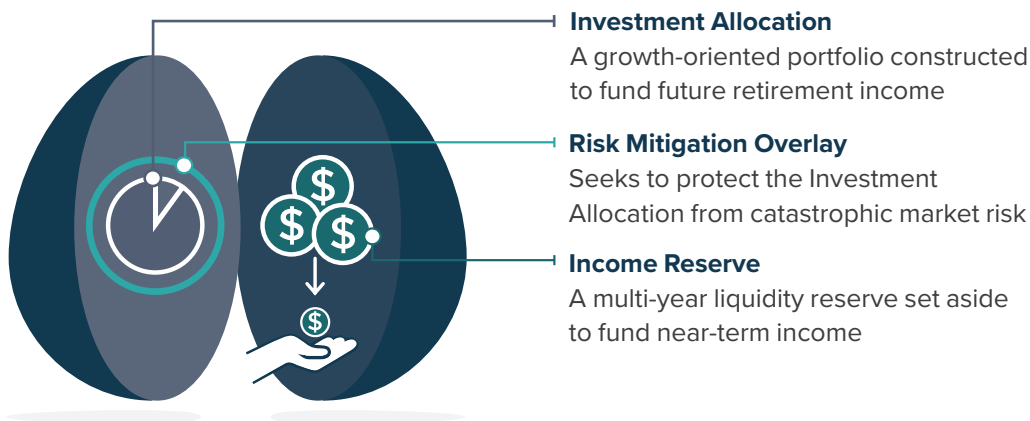 Investment Allocation
A growth-oriented portfolio constructed
to fund future retirement income
Risk Mitigation Overlay
Seeks to protect the Investment
Allocation from catastrophic market risk
Income Reserve
A multi-year liquidity reserve set aside
to fund near-term income
$
$ $
$